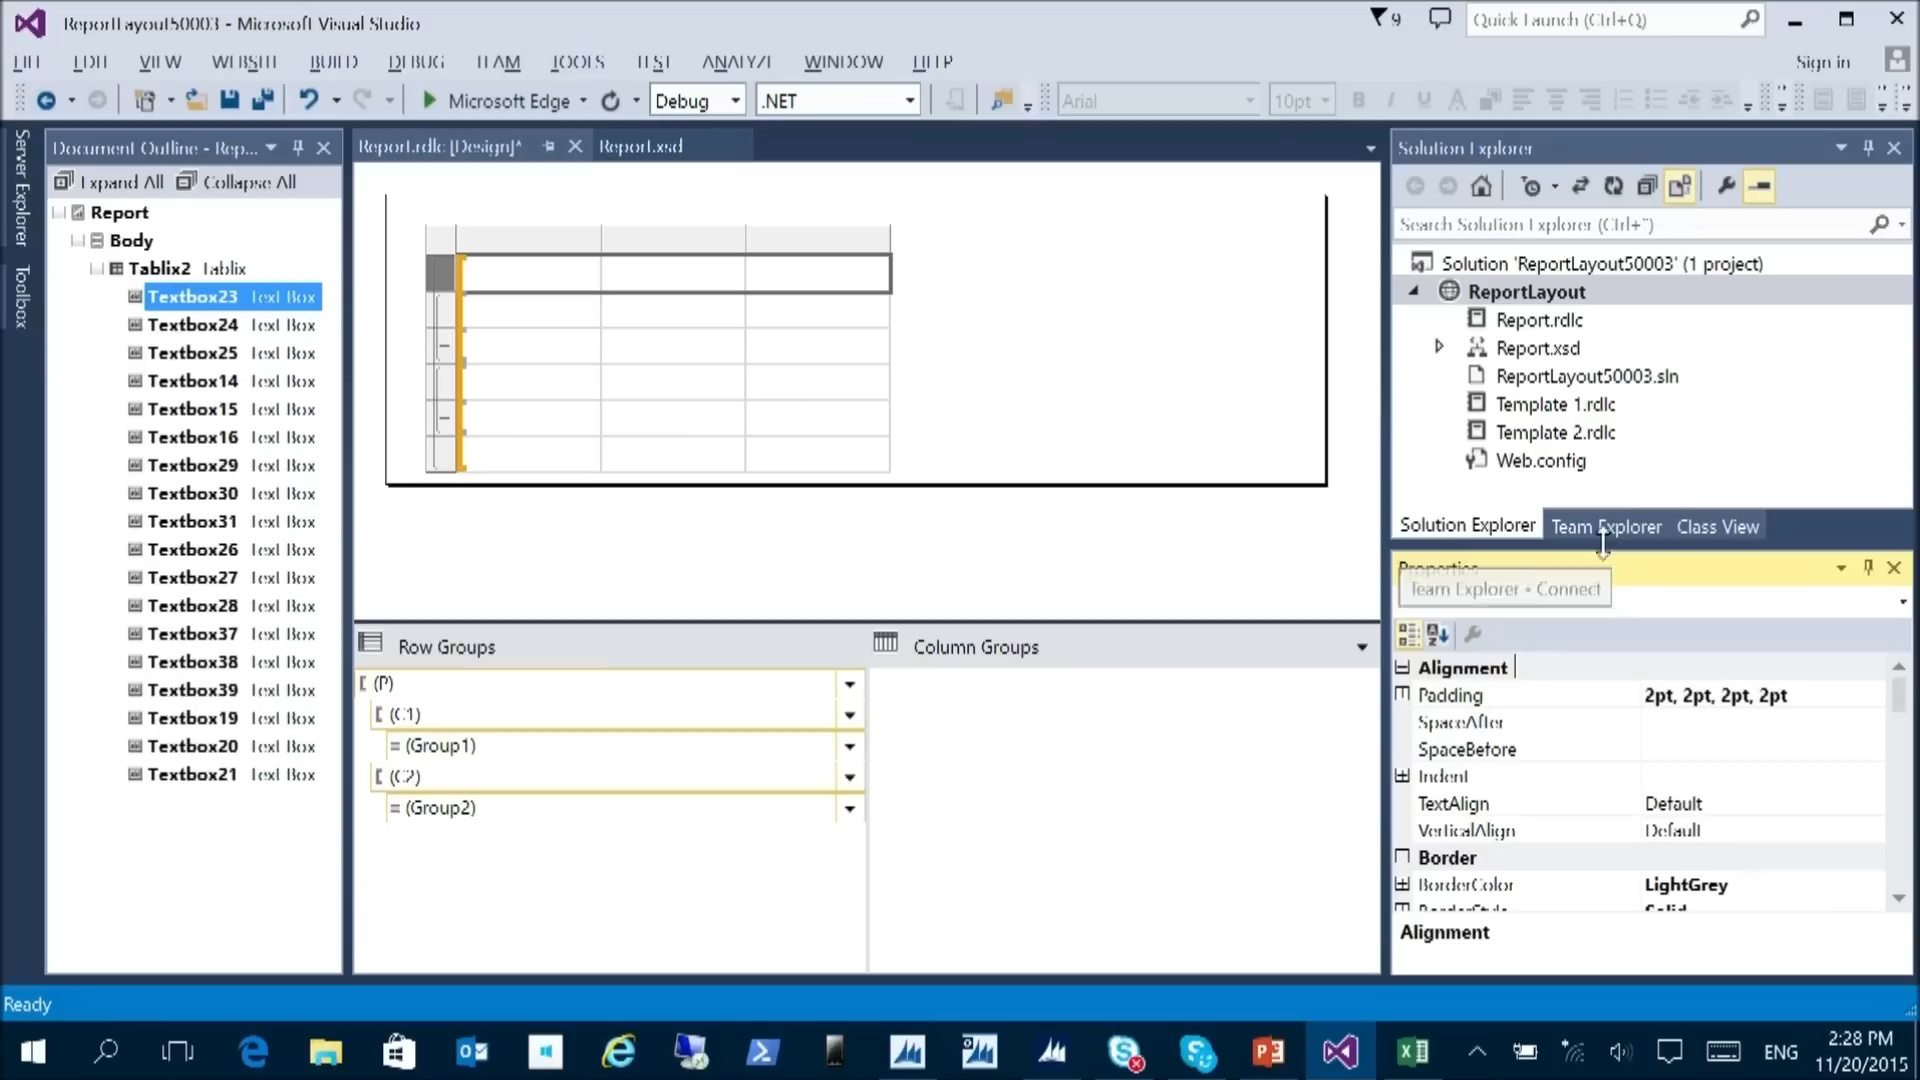 ReportLayout50003 - Microsoft Visual Studio
9
Quick Launch (Ctrl+Q)
FILE EDIT VIEW WEBSITE BUILD DEBUG TEAM TOOLS TEST ANALYZE WINDOW HELP
Sign in
Microsoft Edge
Debug
.NET
Arial
10pt
Server Explorer
Toolbox
Document Outline - Rep...
Expand All
Collapse All
Report
Body
Tablix2 Tablix
Textbox23 Text Box
Textbox24 Text Box
Textbox25 Text Box
Textbox14 Text Box
Textbox15 Text Box
Textbox16 Text Box
Textbox29 Text Box
Textbox30 Text Box
Textbox31 Text Box
Textbox26 Text Box
Textbox27 Text Box
Textbox28 Text Box
Textbox37 Text Box
Textbox38 Text Box
Textbox39 Text Box
Textbox19 Text Box
Textbox20 Text Box
Textbox21 Text Box
Report.rdlc [Design]*
Report.xsd
Row Groups
Column Groups
(P)
(C1)
= (Group1)
(C2)
= (Group2)
Solution Explorer
Search Solution Explorer (Ctrl+")
Solution 'ReportLayout50003' (1 project)
ReportLayout
Report.rdlc
Report.xsd
ReportLayout50003.sln
Template 1.rdlc
Template 2.rdlc
Web.config
Solution Explorer Team Explorer Class View
Properties
Team Explorer - Connect
Alignment
Padding 2pt, 2pt, 2pt, 2pt
SpaceAfter
SpaceBefore
Indent
TextAlign Default
VerticalAlign Default
Border
BorderColor LightGrey
BorderStyle Solid
Alignment
Ready
ENG
2:28 PM
11/20/2015